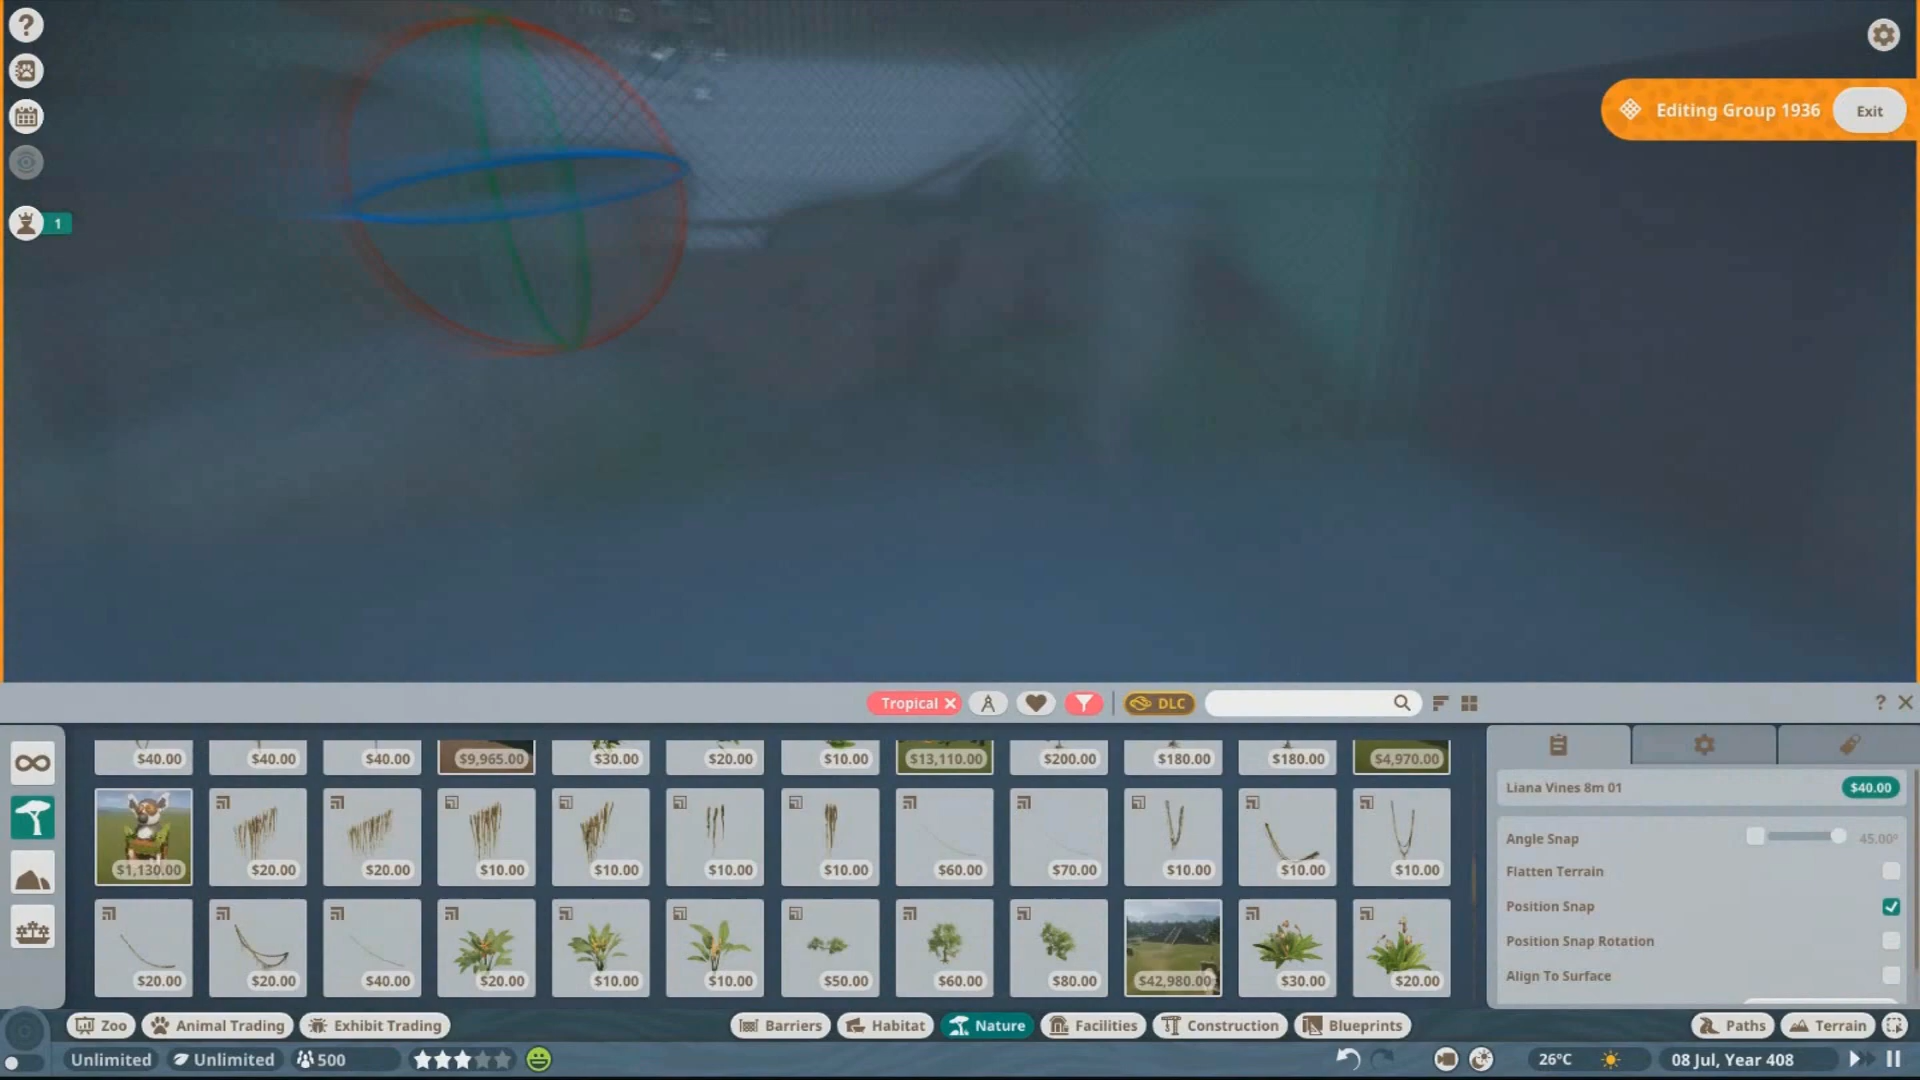 ?
Editing Group 1936 Exit
1
Tropical DLC ?
$40.00 $40.00 $40.00 $9,965.00 $30.00 $20.00 $10.00 $13,110.00 $200.00 $180.00 $180.00 $4,970.00
$1,130.00 $20.00 $20.00 $10.00 $10.00 $10.00 $10.00 $60.00 $70.00 $10.00 $10.00 $10.00
$20.00 $20.00 $40.00 $20.00 $10.00 $10.00 $50.00 $60.00 $80.00 $42,980.00 $30.00 $20.00
Liana Vines 8m 01 $40.00
Angle Snap 45.00°
Flatten Terrain
Position Snap
Position Snap Rotation
Align To Surface
Zoo Animal Trading Exhibit Trading Barriers Habitat Nature Facilities Construction Blueprints Paths Terrain
Unlimited Unlimited 500 26°C 08 Jul, Year 408